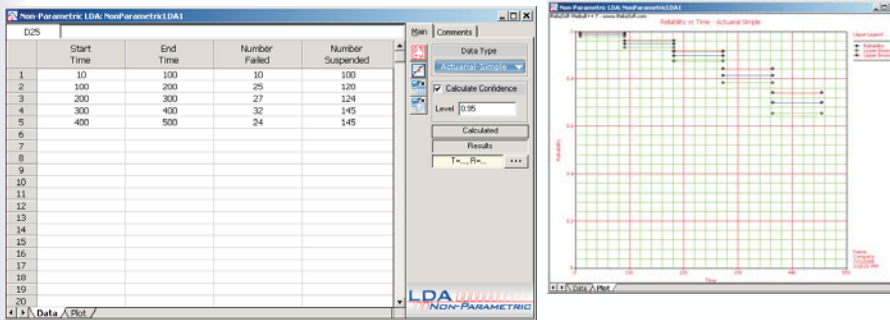 Non-Parametric LDA: NonParametricLDA1
D25
Start Time End Time Number Failed Number Suspended
1 10 100 10 100
2 100 200 25 120
3 200 300 27 124
4 300 400 32 145
5 400 500 24 145
6
7
8
9
10
11
12
13
14
15
16
17
18
19
20
Data Plot
Main Comments
Data Type
Actuarial-Simple
Calculate Confidence
Level 0.95
Calculated
Results
T=..., R=...
...
LDA
NON-PARAMETRIC
Non-Parametric LDA: NonParametricLDA1
Reliability vs Time - Actuarial Simple
Reliability
Time
Data Plot